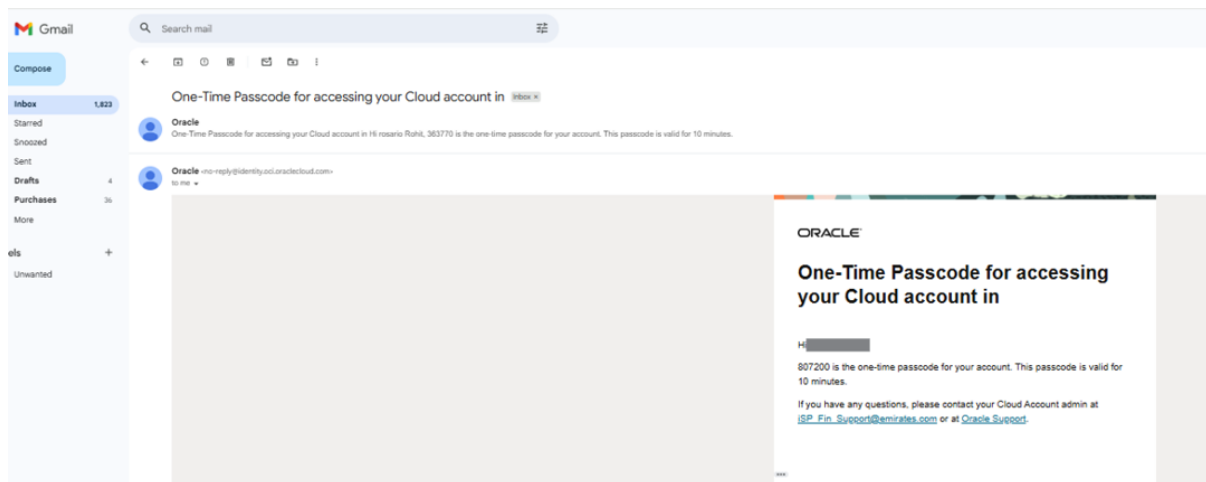 Gmail
Search mail
Compose
Inbox 1,823
Starred
Snoozed
Sent
Drafts 4
Purchases 36
More
els +
Unwanted
One-Time Passcode for accessing your Cloud account in Inbox ×
Oracle
One-Time Passcode for accessing your Cloud account in Hi rosario Rohit, 363770 is the one-time passcode for your account. This passcode is valid for 10 minutes.
Oracle <no-reply@identity.oci.oraclecloud.com>
to me
ORACLE
One-Time Passcode for accessing
your Cloud account in
Hi
807200 is the one-time passcode for your account. This passcode is valid for
10 minutes.
If you have any questions, please contact your Cloud Account admin at
iSP_Fin_Support@emirates.com or at Oracle Support.